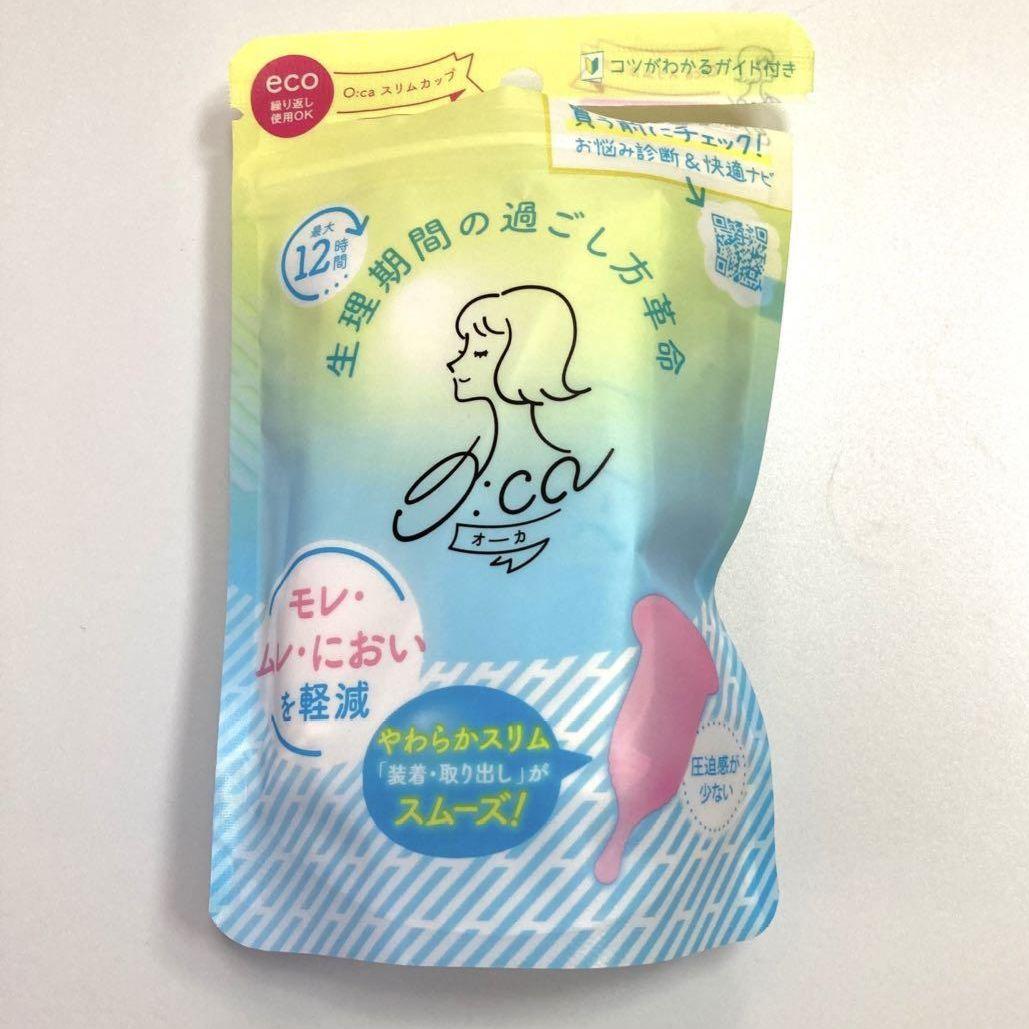 eco
繰り返し
使用OK
O:ca スリムカップ
コツがわかるガイド付き
買う前にチェック!
お悩み診断&快適ナビ
最大
12時間
生理期間の過ごし方革命
O:ca
オーカ
モレ・
ムレ・におい
を軽減
やわらかスリム
「装着・取り出し」が
スムーズ!
圧迫感が
少ない